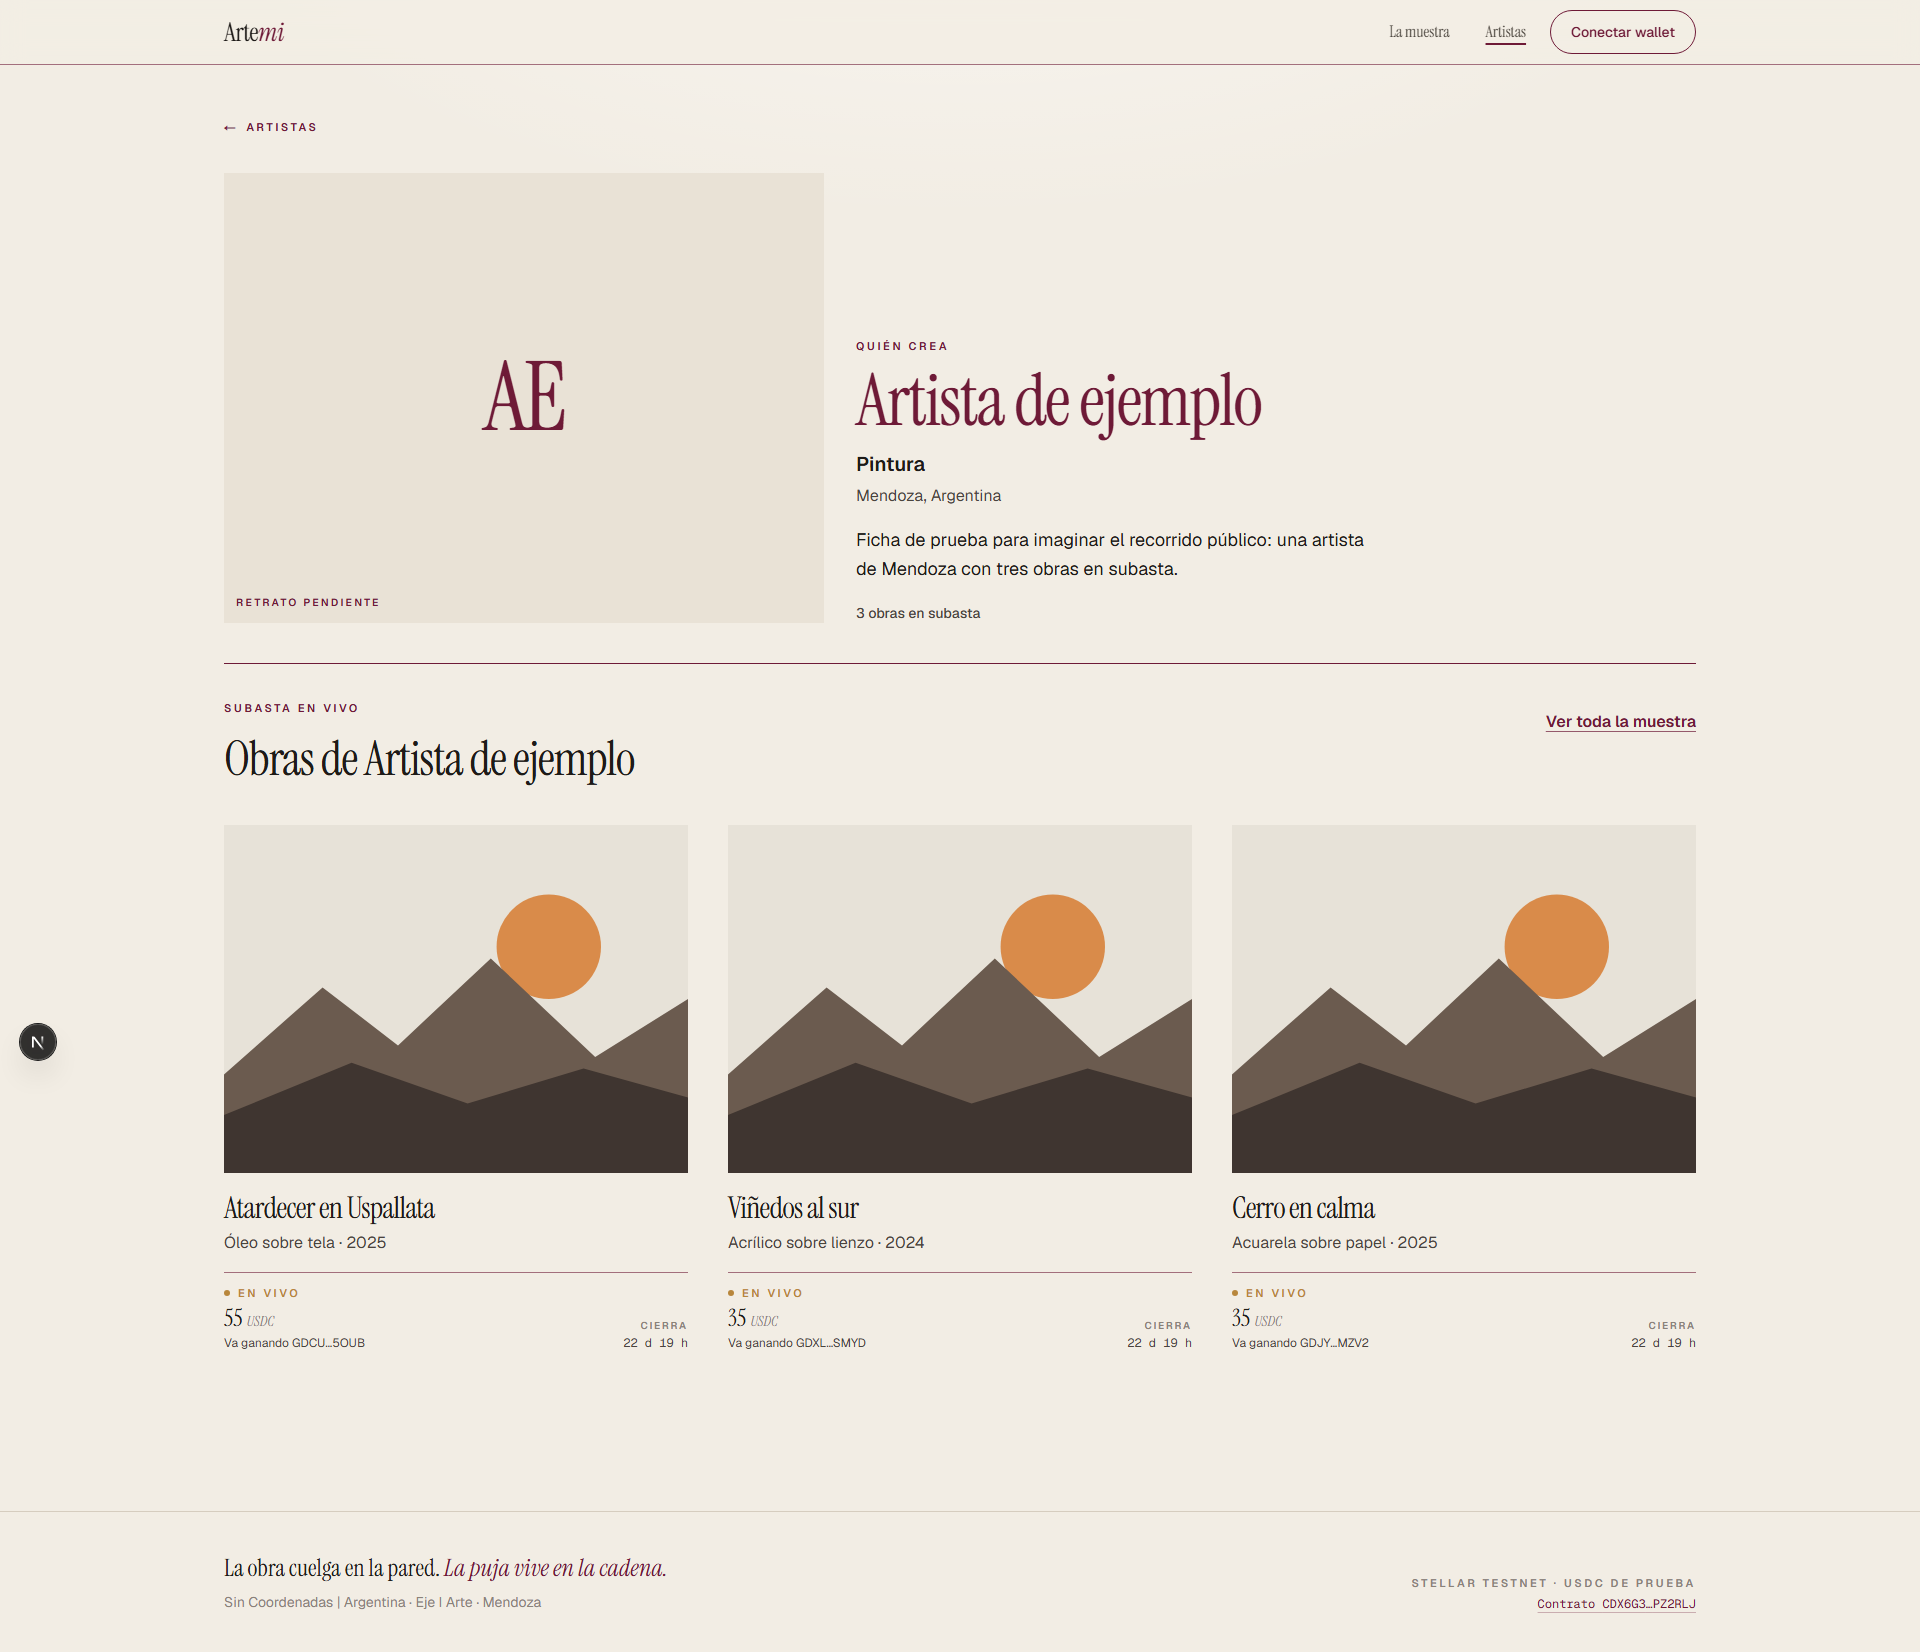 Artemi
La muestra
Artistas
Conectar wallet
← ARTISTAS
AE
RETRATO PENDIENTE
QUIÉN CREA
Artista de ejemplo
Pintura
Mendoza, Argentina
Ficha de prueba para imaginar el recorrido público: una artista
de Mendoza con tres obras en subasta.
3 obras en subasta
SUBASTA EN VIVO
Obras de Artista de ejemplo
Ver toda la muestra
Atardecer en Uspallata
Óleo sobre tela · 2025
EN VIVO
55 USDC
Va ganando GDCU…5OUB
CIERRA
22 d 19 h
Viñedos al sur
Acrílico sobre lienzo · 2024
EN VIVO
35 USDC
Va ganando GDXL…SMYD
CIERRA
22 d 19 h
Cerro en calma
Acuarela sobre papel · 2025
EN VIVO
35 USDC
Va ganando GDJY…MZV2
CIERRA
22 d 19 h
N
La obra cuelga en la pared. La puja vive en la cadena.
Sin Coordenadas | Argentina · Eje I Arte · Mendoza
STELLAR TESTNET · USDC DE PRUEBA
Contrato CDX6G3…PZ2RLJ